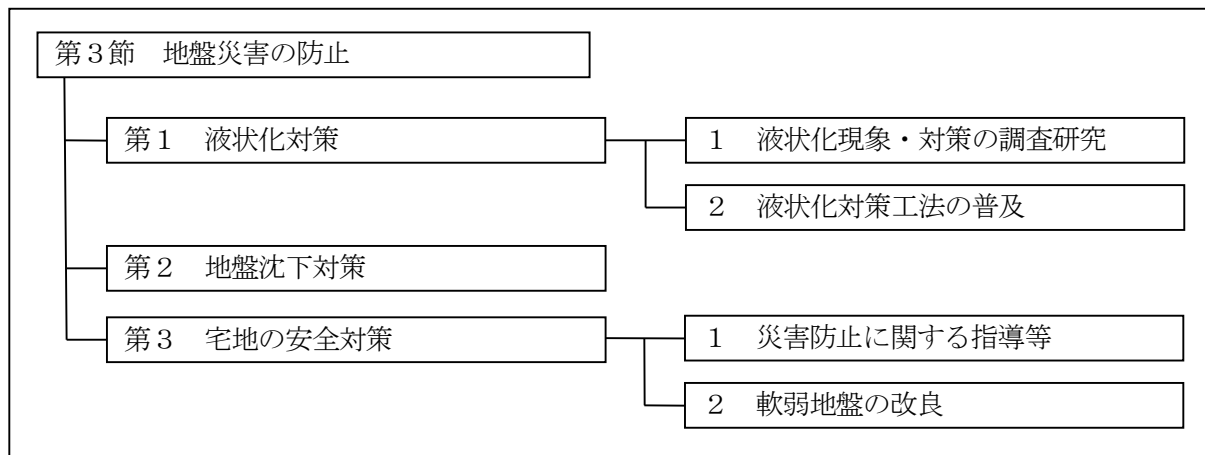 第３節　地盤災害の防止
第１　液状化対策
１　液状化現象・対策の調査研究
２　液状化対策工法の普及
第２　地盤沈下対策
第３　宅地の安全対策
１　災害防止に関する指導等
２　軟弱地盤の改良